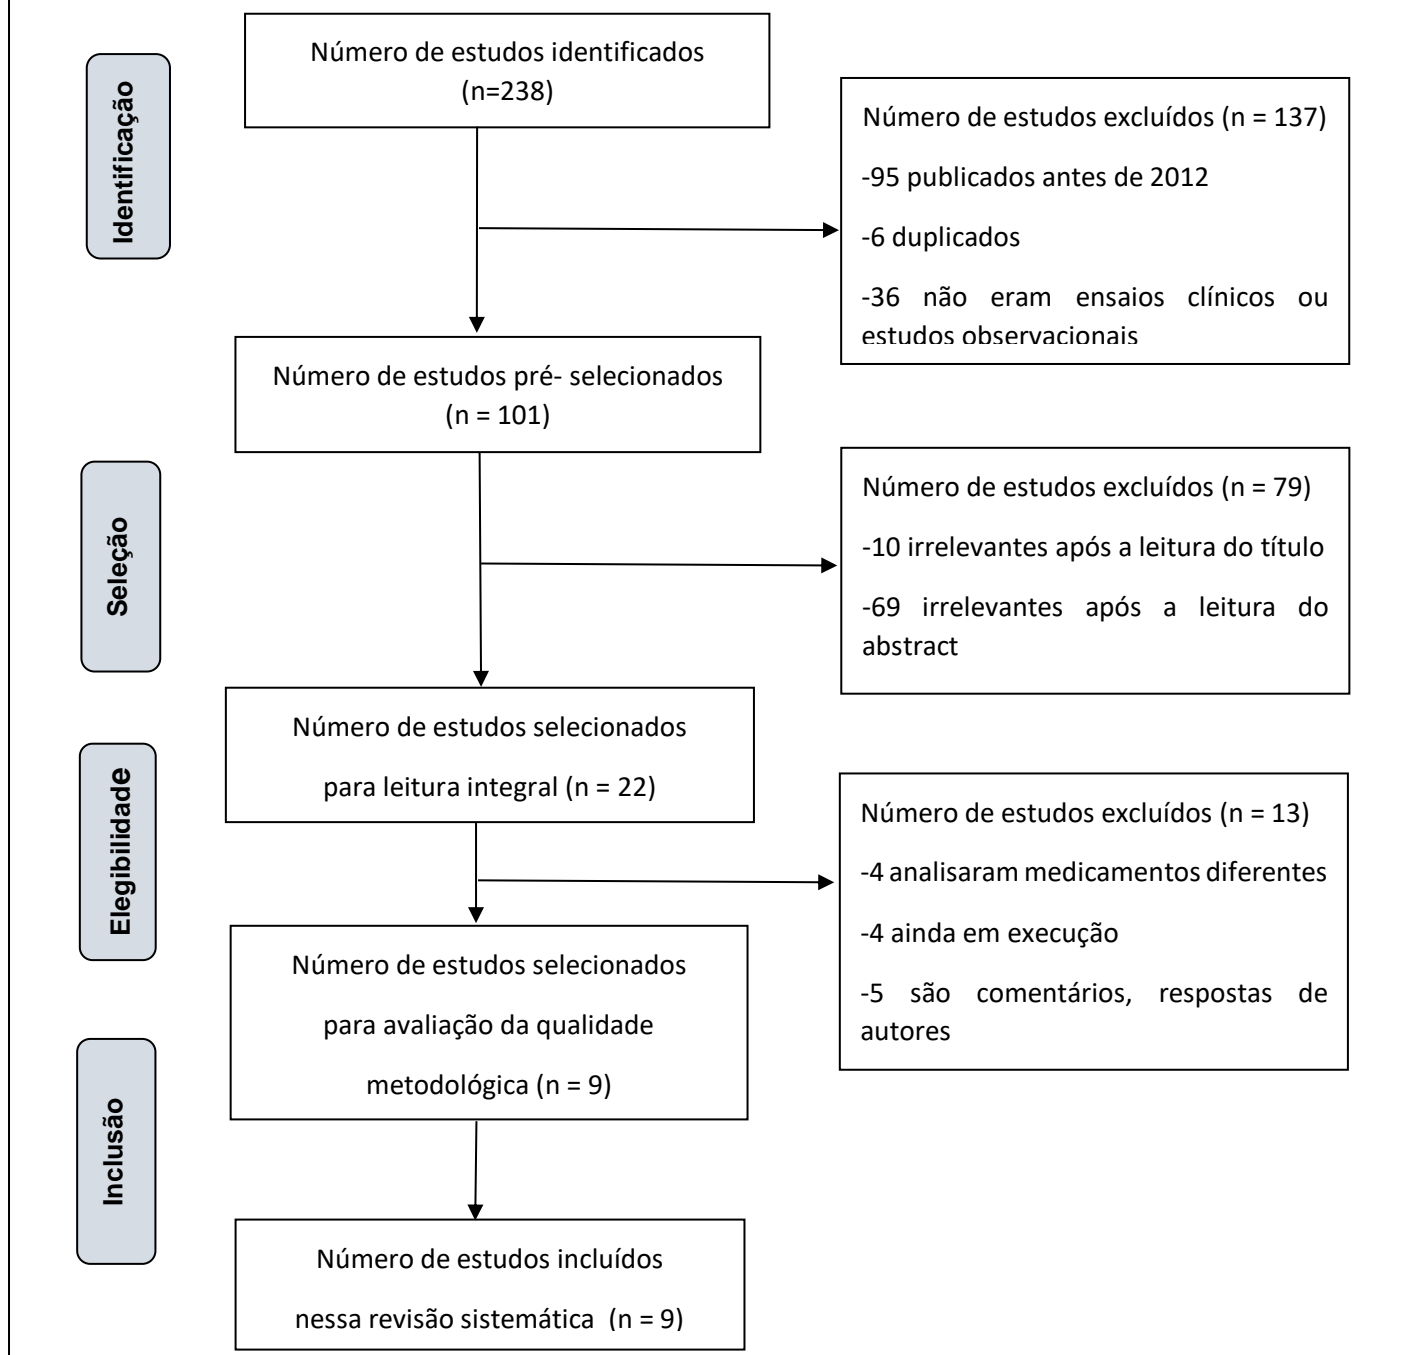 Identificação
Número de estudos identificados
(n=238)
Número de estudos excluídos (n = 137)
-95 publicados antes de 2012
-6 duplicados
-36 não eram ensaios clínicos ou
estudos observacionais
Número de estudos pré- selecionados
(n = 101)
Seleção
Número de estudos excluídos (n = 79)
-10 irrelevantes após a leitura do título
-69 irrelevantes após a leitura do
abstract
Número de estudos selecionados
para leitura integral (n = 22)
Elegibilidade
Número de estudos excluídos (n = 13)
-4 analisaram medicamentos diferentes
-4 ainda em execução
-5 são comentários, respostas de
autores
Número de estudos selecionados
para avaliação da qualidade
metodológica (n = 9)
Inclusão
Número de estudos incluídos
nessa revisão sistemática (n = 9)